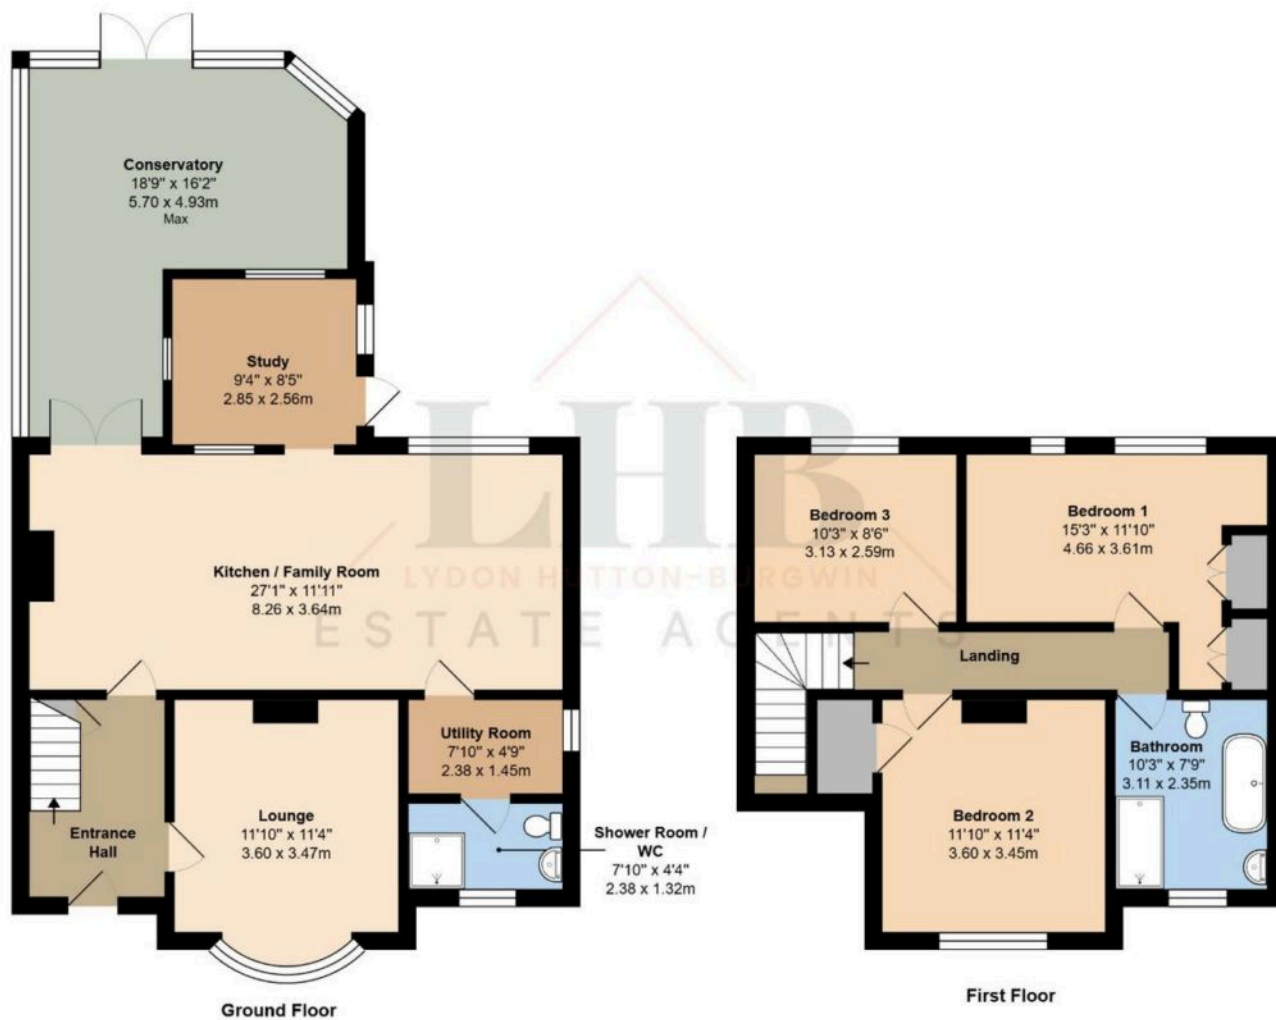 Conservatory
18'9" x 16'2"
5.70 x 4.93m
Max
Study
9'4" x 8'5"
2.85 x 2.56m
LHB
LYDON HUTTON-BURGWIN
ESTATE AGENTS
Kitchen / Family Room
27'1" x 11'11"
8.26 x 3.64m
Utility Room
7'10" x 4'9"
2.38 x 1.45m
Lounge
11'10" x 11'4"
3.60 x 3.47m
Entrance
Hall
Shower Room /
WC
7'10" x 4'4"
2.38 x 1.32m
Ground Floor
Bedroom 3
10'3" x 8'6"
3.13 x 2.59m
Bedroom 1
15'3" x 11'10"
4.66 x 3.61m
Landing
Bathroom
10'3" x 7'9"
3.11 x 2.35m
Bedroom 2
11'10" x 11'4"
3.60 x 3.45m
First Floor